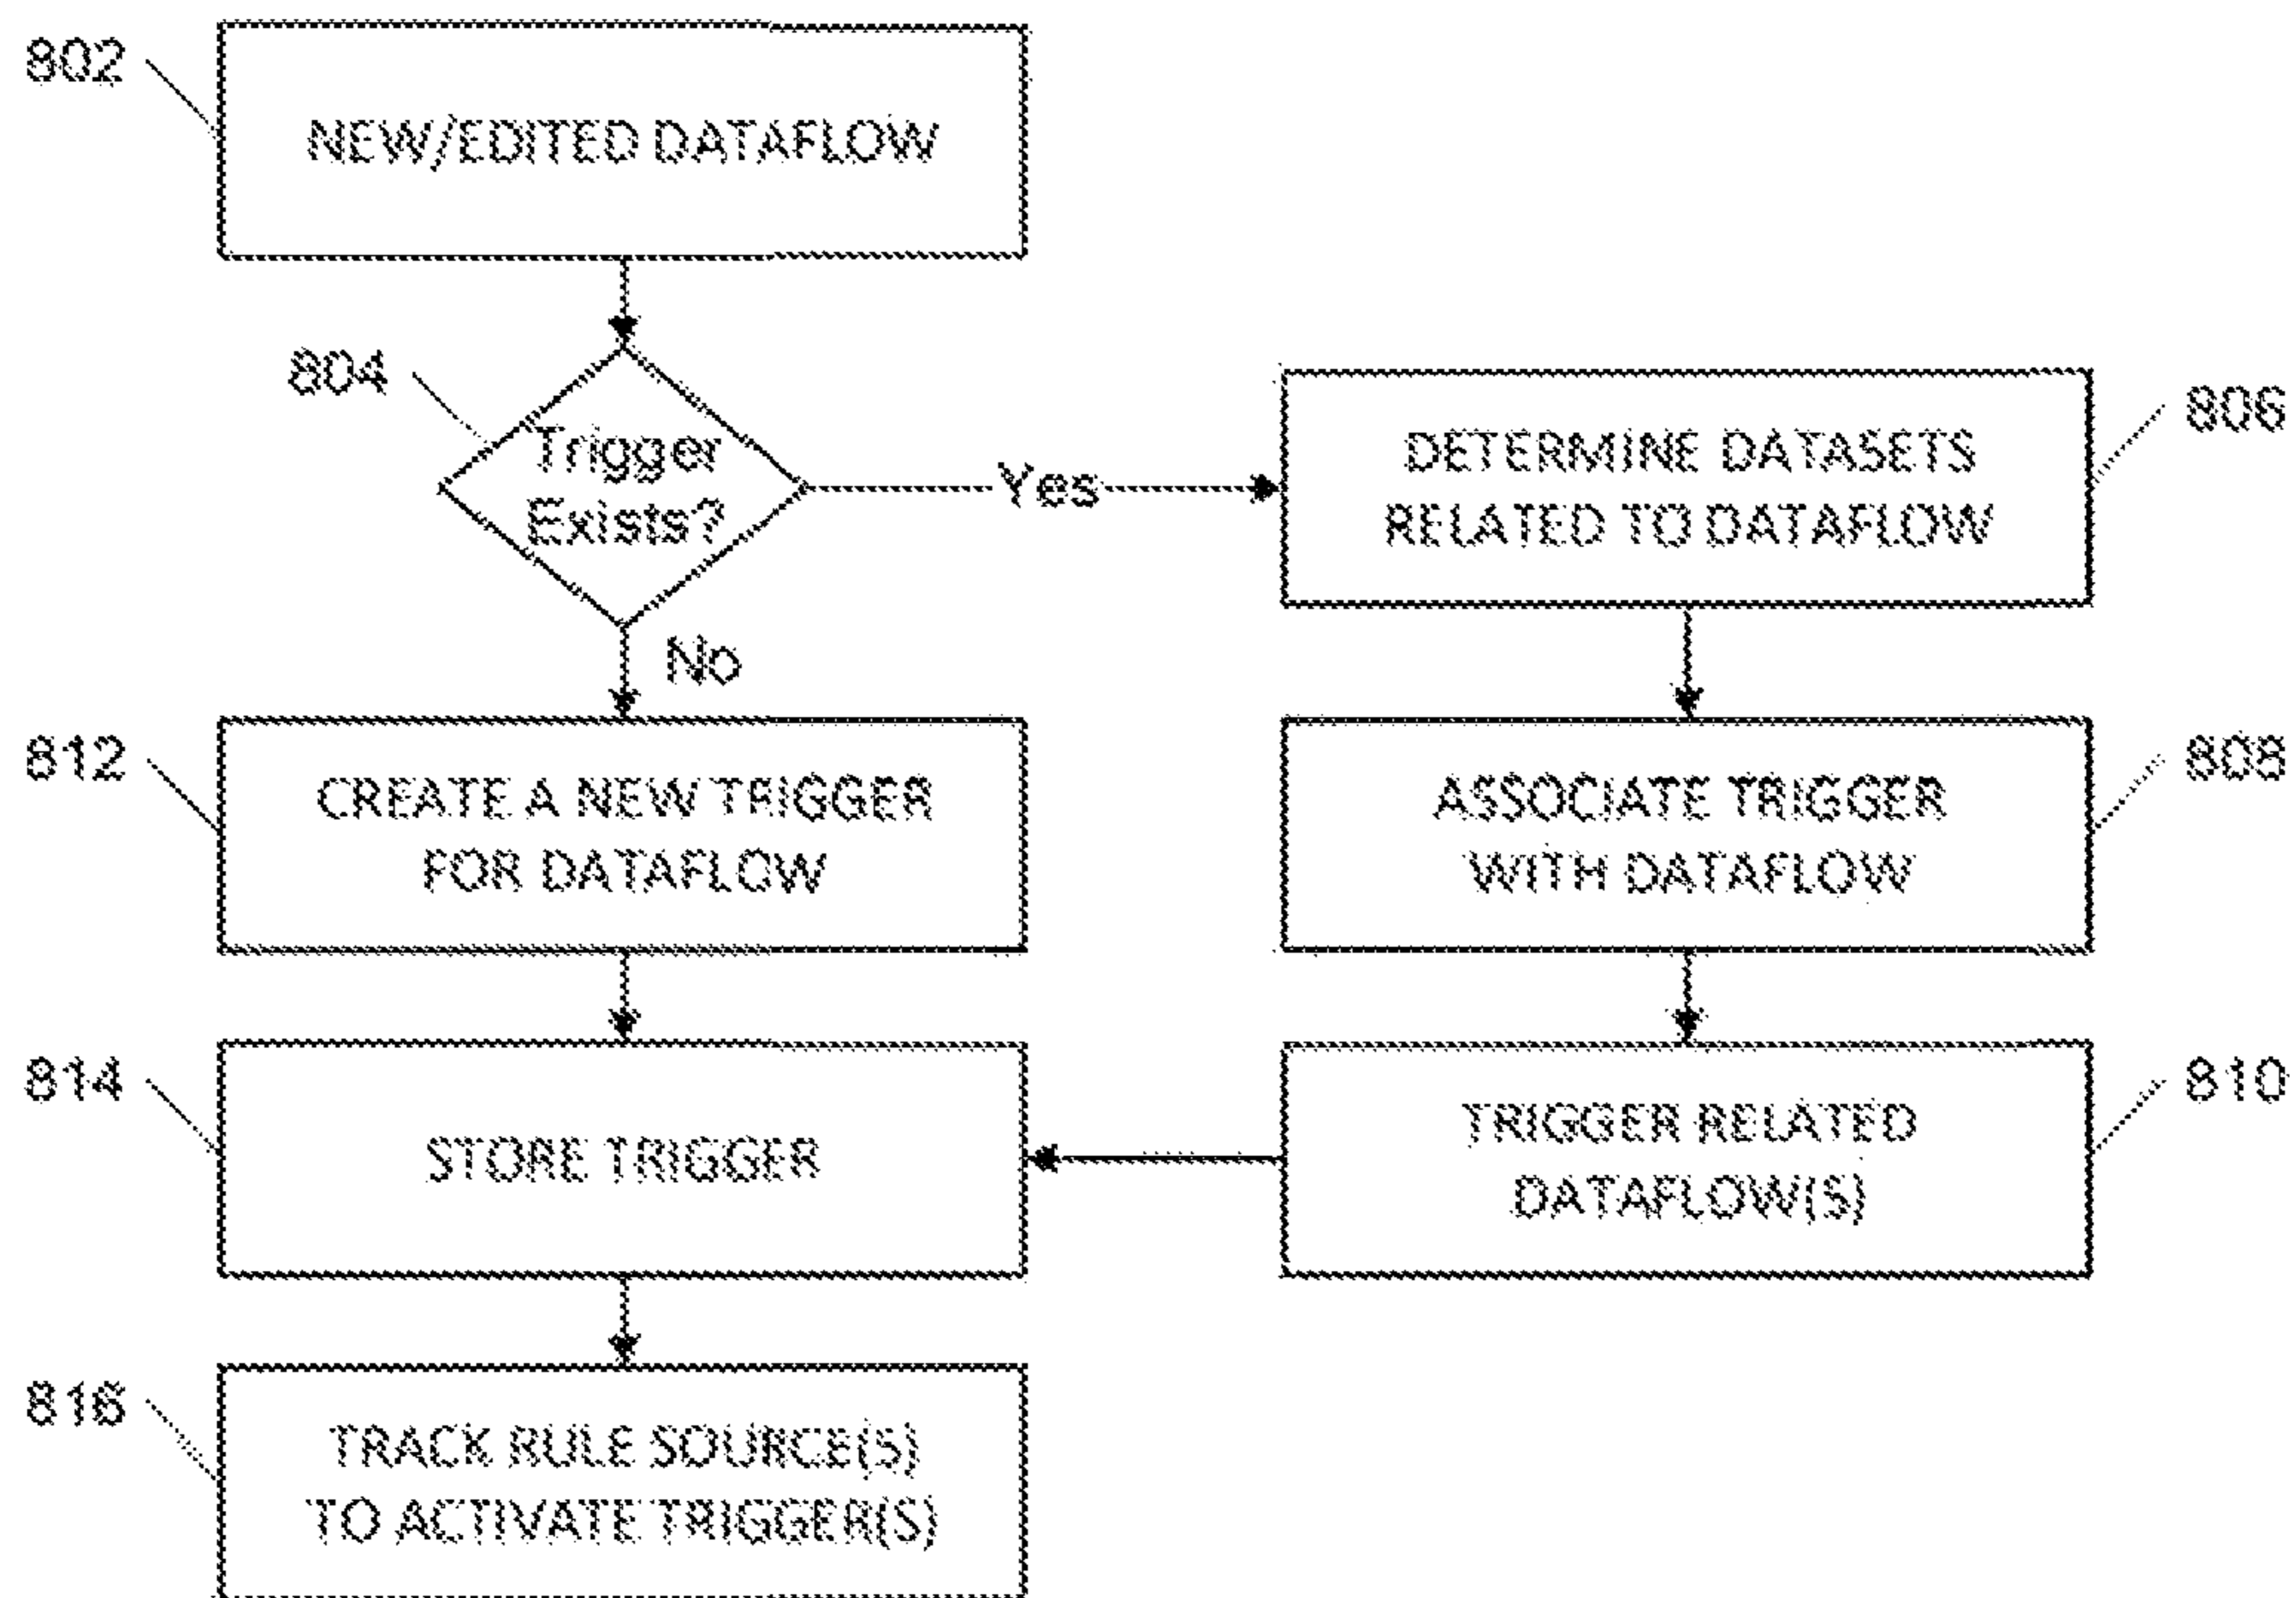 802
NEW/EDITED DATAFLOW
804
Trigger
Exists?
Yes
DETERMINE DATASETS
RELATED TO DATAFLOW
806
No
812
CREATE A NEW TRIGGER
FOR DATAFLOW
ASSOCIATE TRIGGER
WITH DATAFLOW
808
814
STORE TRIGGER
TRIGGER RELATED
DATAFLOW(S)
810
816
TRACK RULE SOURCE(S)
TO ACTIVATE TRIGGER(S)